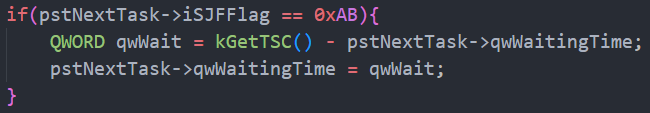 if(pstNextTask->iSJFFlag == 0xAB){
    QWORD qwWait = kGetTSC() - pstNextTask->qwWaitingTime;
    pstNextTask->qwWaitingTime = qwWait;
}